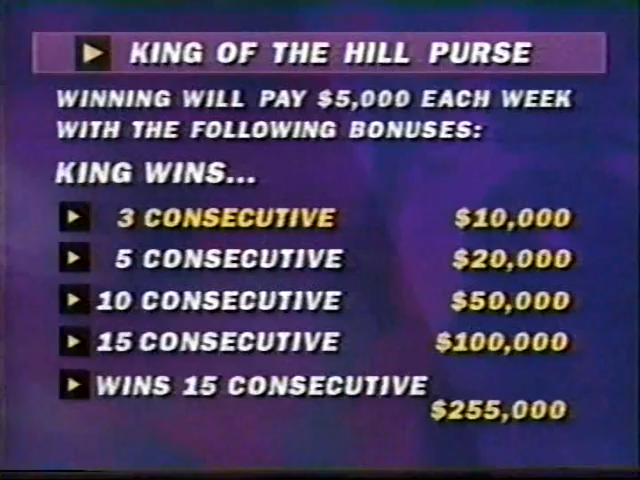 KING OF THE HILL PURSE
WINNING WILL PAY $5,000 EACH WEEK
WITH THE FOLLOWING BONUSES:
KING WINS...
3 CONSECUTIVE $10,000
5 CONSECUTIVE $20,000
10 CONSECUTIVE $50,000
15 CONSECUTIVE $100,000
WINS 15 CONSECUTIVE
$255,000